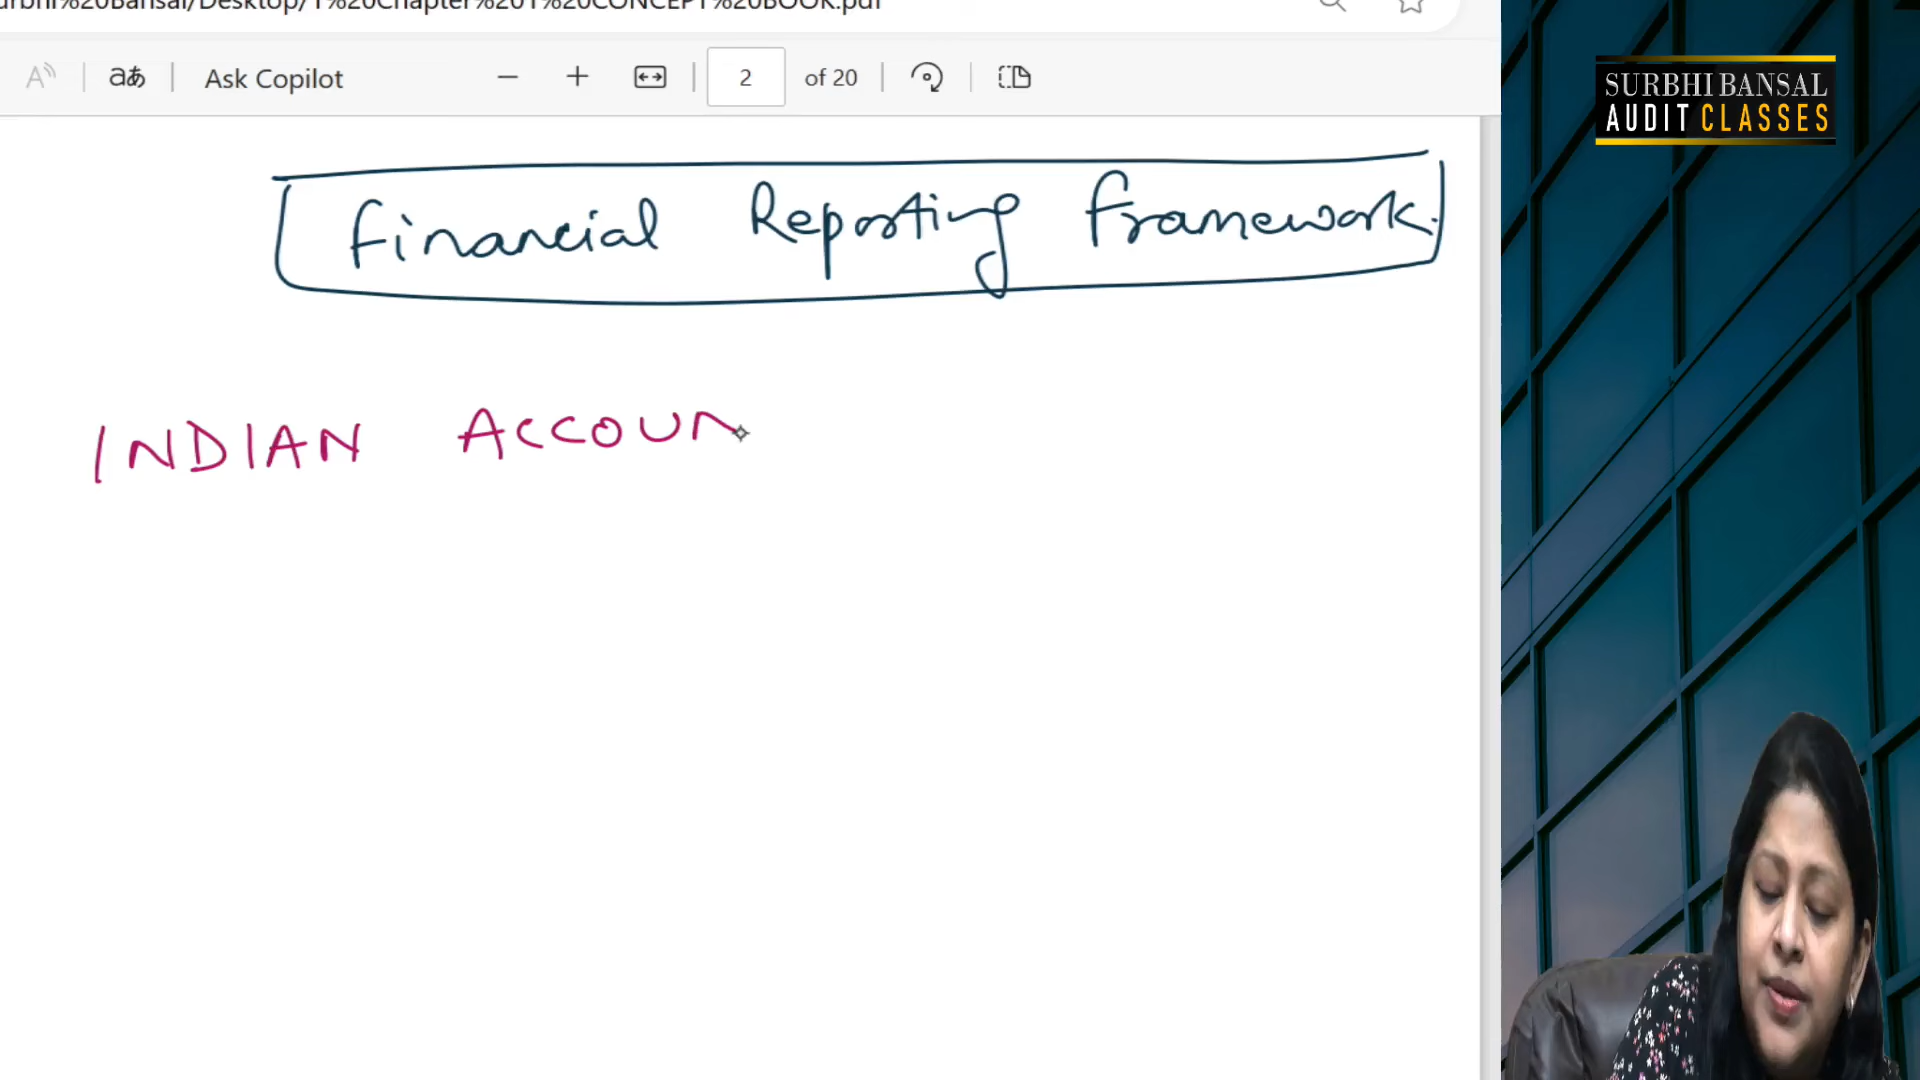 Ask Copilot
2
of 20
SURBHI BANSAL
AUDIT CLASSES
Financial Reporting Framework.
INDIAN ACCOUN